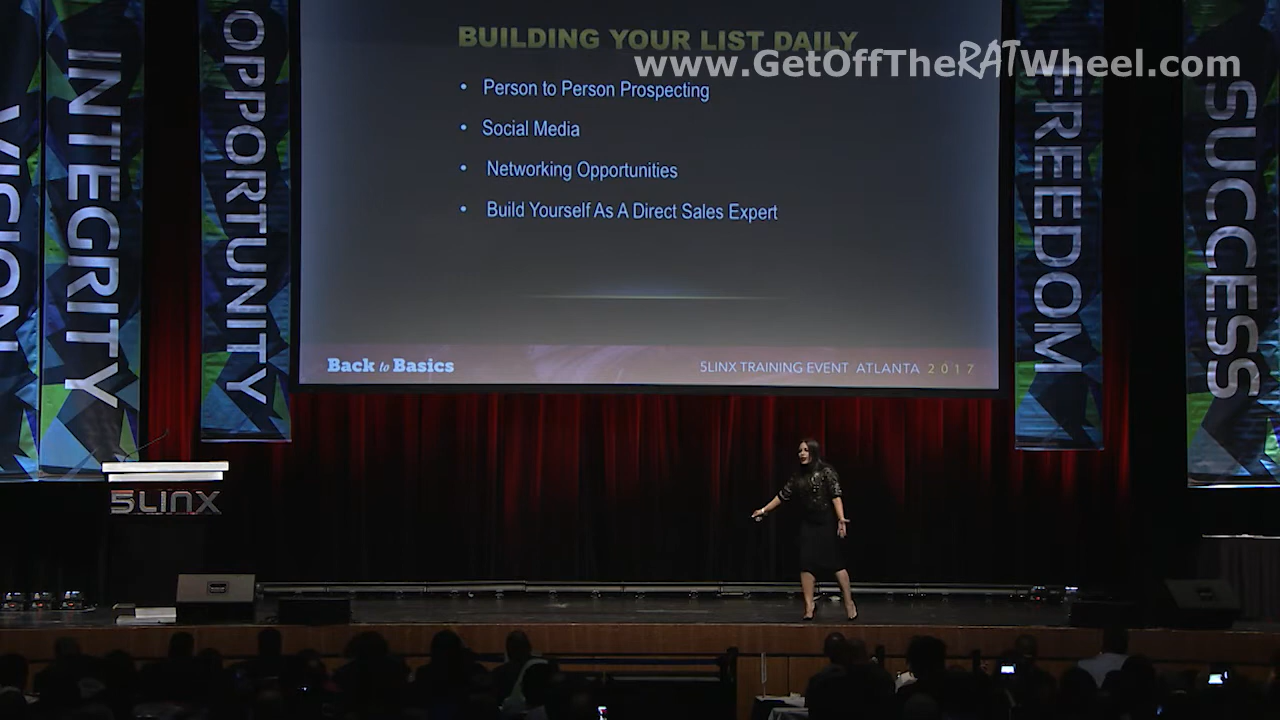 BUILDING YOUR LIST DAILY
www.GetOffTheRATWheel.com
• Person to Person Prospecting
• Social Media
• Networking Opportunities
• Build Yourself As A Direct Sales Expert
Back to Basics
5LINX TRAINING EVENT ATLANTA 2017
VISION
INTEGRITY
OPPORTUNITY
FREEDOM
SUCCESS
5LINX